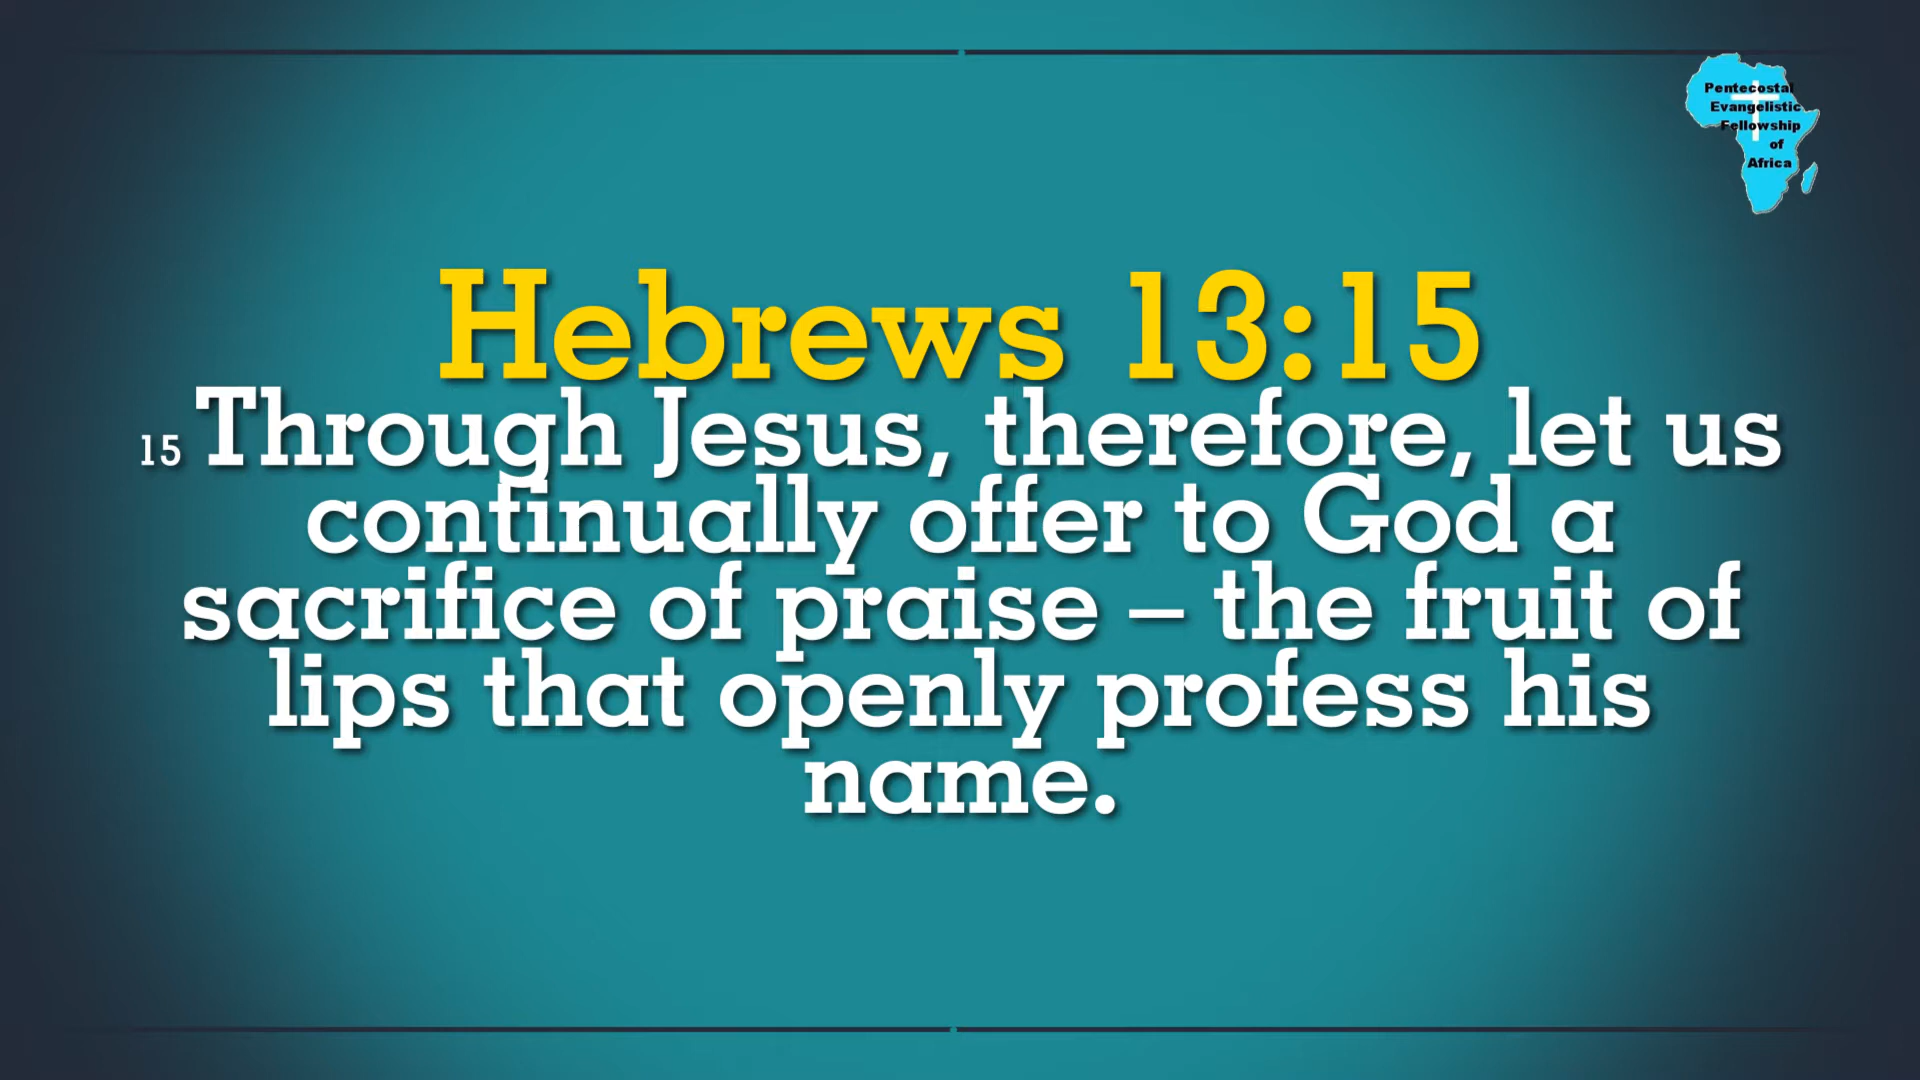 Pentecostal
Evangelistic
Fellowship
of
Africa
Hebrews 13:15
15 Through Jesus, therefore, let us
continually offer to God a
sacrifice of praise – the fruit of
lips that openly profess his
name.